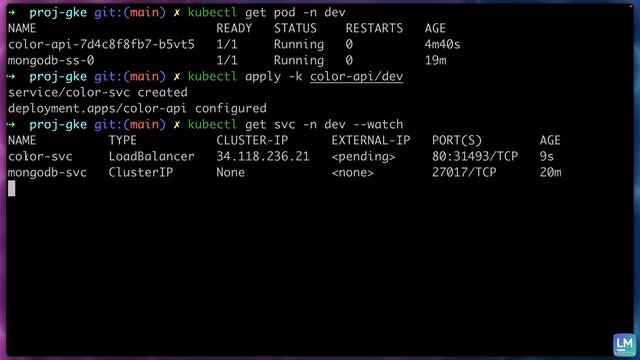 → proj-gke git:(main) ✗ kubectl get pod -n dev
NAME READY STATUS RESTARTS AGE
color-api-7d4c8f8fb7-b5vt5 1/1 Running 0 4m40s
mongodb-ss-0 1/1 Running 0 19m
→ proj-gke git:(main) ✗ kubectl apply -k color-api/dev
service/color-svc created
deployment.apps/color-api configured
→ proj-gke git:(main) ✗ kubectl get svc -n dev --watch
NAME TYPE CLUSTER-IP EXTERNAL-IP PORT(S) AGE
color-svc LoadBalancer 34.118.236.21 <pending> 80:31493/TCP 9s
mongodb-svc ClusterIP None <none> 27017/TCP 20m
LM